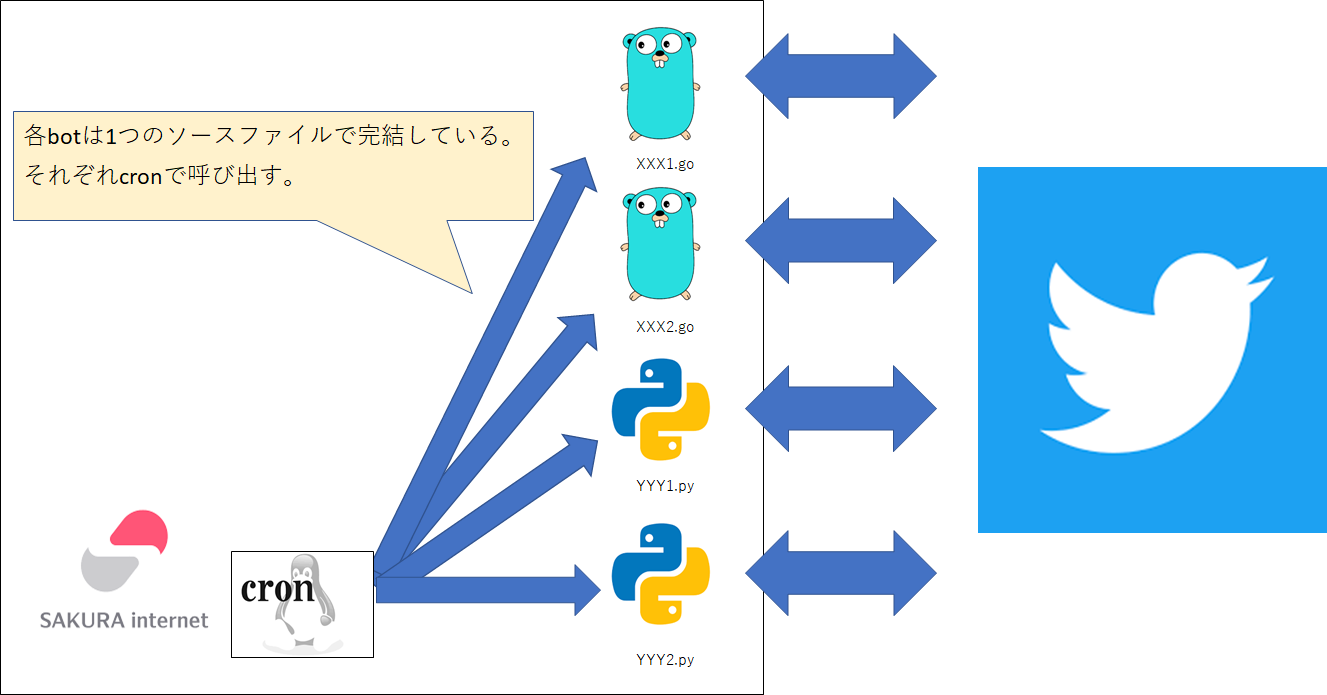 各botは1つのソースファイルで完結している。
それぞれcronで呼び出す。
XXX1.go
XXX2.go
YYY1.py
YYY2.py
SAKURA internet
cron